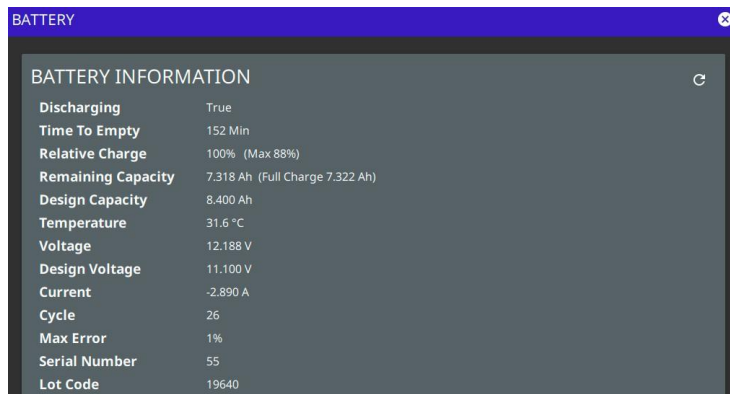 BATTERY
BATTERY INFORMATION
Discharging True
Time To Empty 152 Min
Relative Charge 100% (Max 88%)
Remaining Capacity 7.318 Ah (Full Charge 7.322 Ah)
Design Capacity 8.400 Ah
Temperature 31.6 °C
Voltage 12.188 V
Design Voltage 11.100 V
Current -2.890 A
Cycle 26
Max Error 1%
Serial Number 55
Lot Code 19640